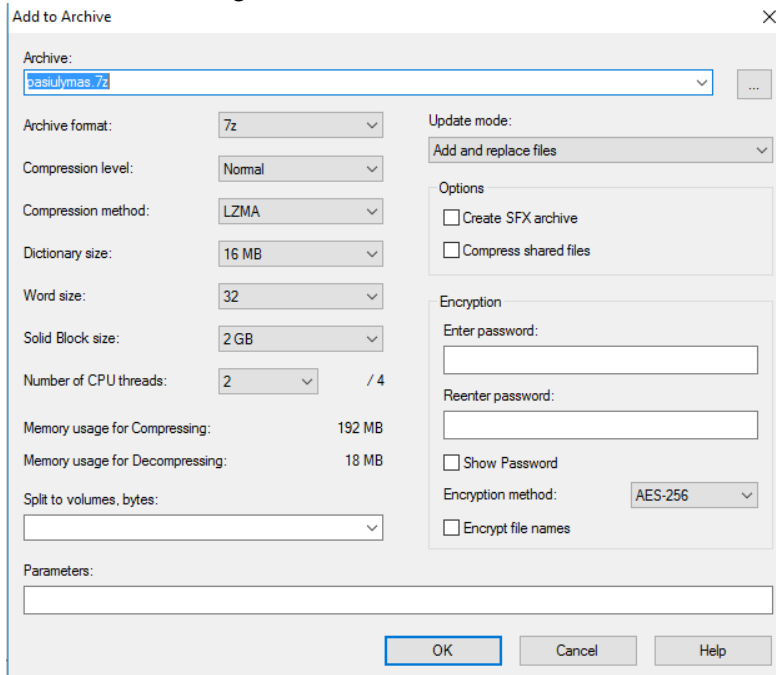 Add to Archive
Archive:
pasiulymas.7z
...
Archive format:
7z
Compression level:
Normal
Compression method:
LZMA
Dictionary size:
16 MB
Word size:
32
Solid Block size:
2 GB
Number of CPU threads:
2
/ 4
Memory usage for Compressing:
192 MB
Memory usage for Decompressing:
18 MB
Split to volumes, bytes:
Update mode:
Add and replace files
Options
Create SFX archive
Compress shared files
Encryption
Enter password:
Reenter password:
Show Password
Encryption method:
AES-256
Encrypt file names
Parameters:
OK
Cancel
Help